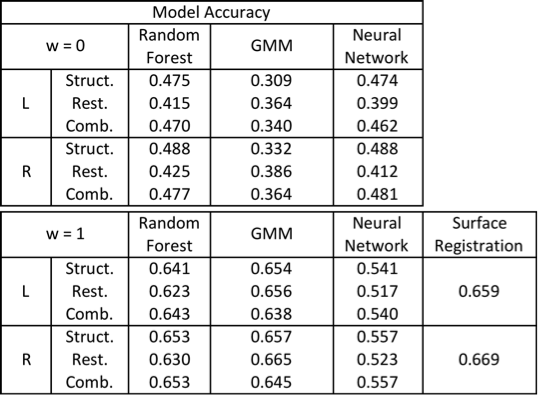 Model Accuracy
w = 0 Random Forest GMM Neural Network
L Struct. 0.475 0.309 0.474
Rest. 0.415 0.364 0.399
Comb. 0.470 0.340 0.462
R Struct. 0.488 0.332 0.488
Rest. 0.425 0.386 0.412
Comb. 0.477 0.364 0.481
w = 1 Random Forest GMM Neural Network Surface Registration
L Struct. 0.641 0.654 0.541
Rest. 0.623 0.656 0.517 0.659
Comb. 0.643 0.638 0.540
R Struct. 0.653 0.657 0.557
Rest. 0.630 0.665 0.523 0.669
Comb. 0.653 0.645 0.557